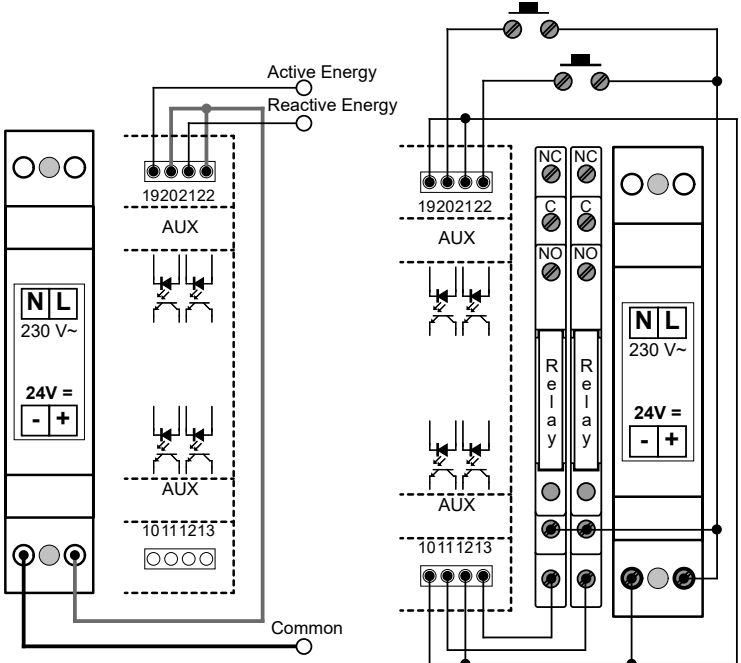 Active Energy
Reactive Energy
19202122
AUX
N L
230 V~
24V =
- +
AUX
10111213
Common
19202122
AUX
AUX
10111213
NC NC
C C
NO NO
Relay Relay
N L
230 V~
24V =
- +